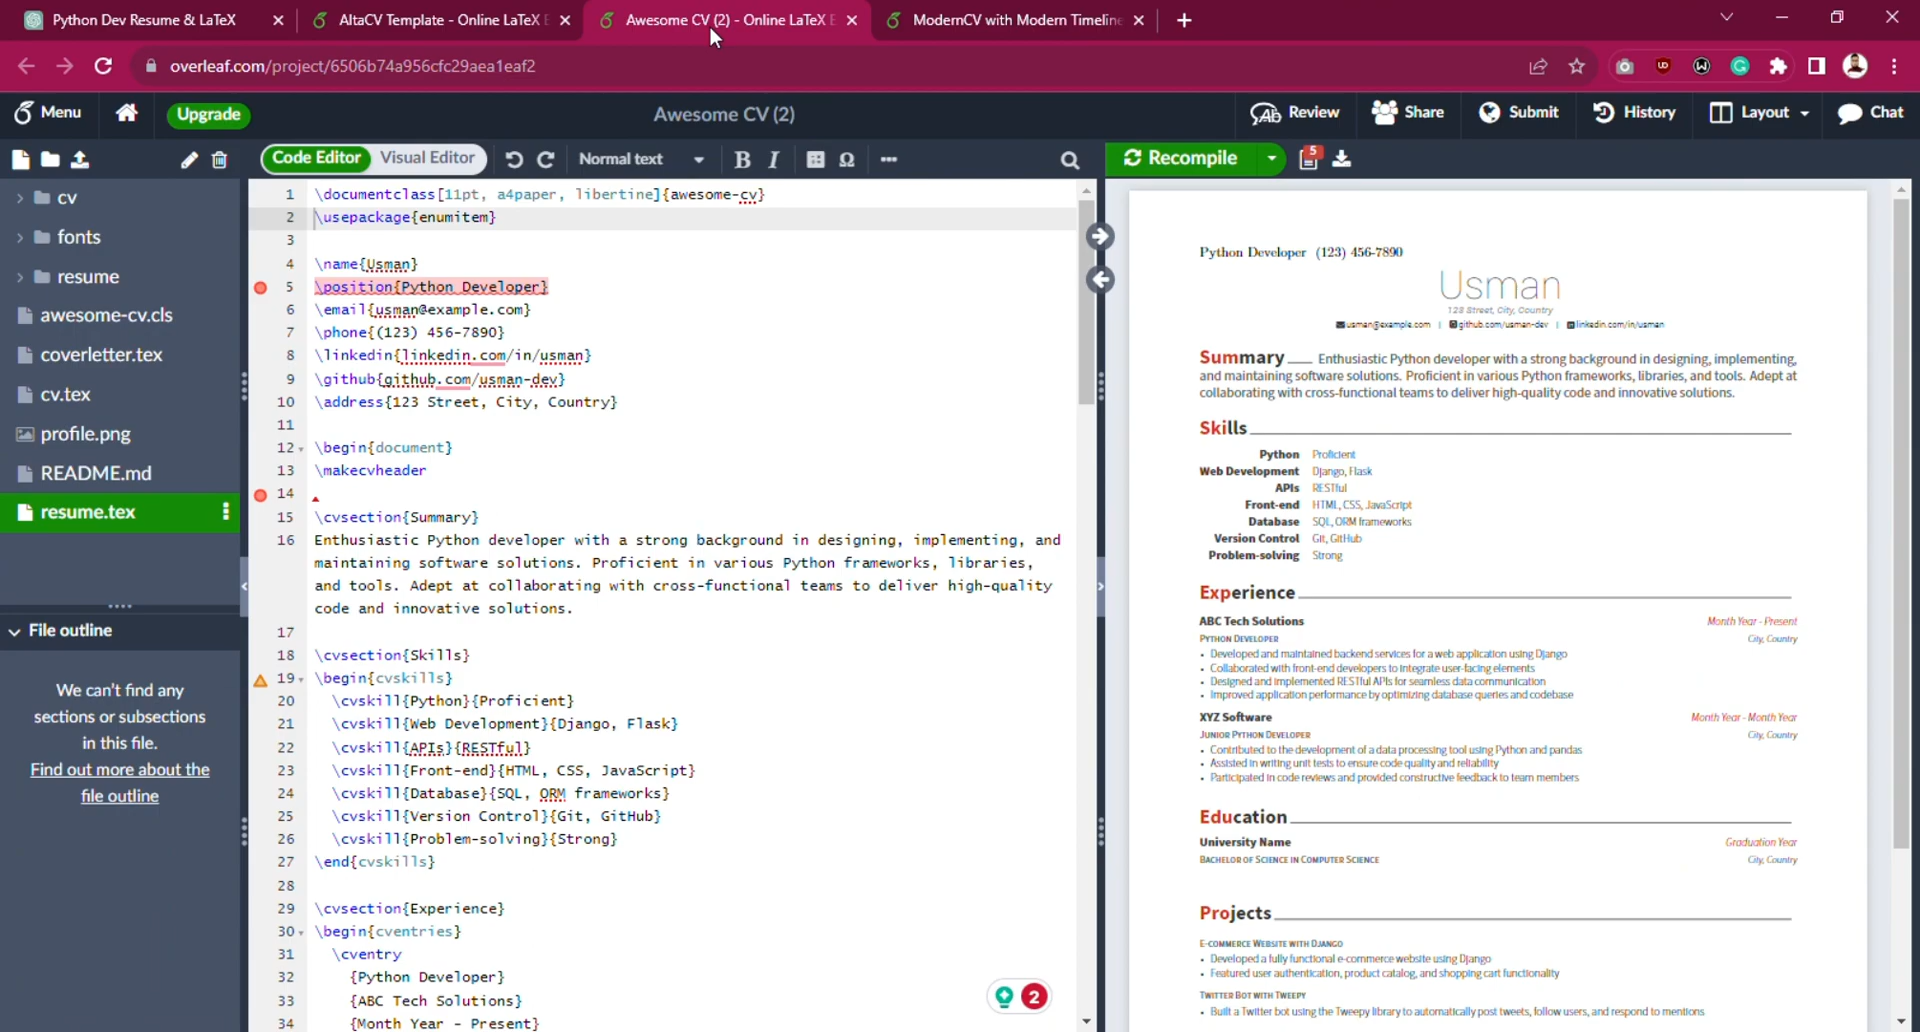 Python Dev Resume & LaTeX
AltaCV Template - Online LaTeX E
Awesome CV (2) - Online LaTeX E
ModernCV with Modern Timeline
overleaf.com/project/6506b74a956cfc29aea1eaf2
Menu
Upgrade
Awesome CV (2)
Review
Share
Submit
History
Layout
Chat
Code Editor
Visual Editor
Normal text
B
I
Ω
Recompile
5
cv
fonts
resume
awesome-cv.cls
coverletter.tex
cv.tex
profile.png
README.md
resume.tex
File outline
We can't find any
sections or subsections
in this file.
Find out more about the
file outline
1 \documentclass[11pt, a4paper, libertine]{awesome-cv}
2 \usepackage{enumitem}
3
4 \name{Usman}
5 \position{Python Developer}
6 \email{usman@example.com}
7 \phone{(123) 456-7890}
8 \linkedin{linkedin.com/in/usman}
9 \github{github.com/usman-dev}
10 \address{123 Street, City, Country}
11
12 \begin{document}
13 \makecvheader
14
15 \cvsection{Summary}
16 Enthusiastic Python developer with a strong background in designing, implementing, and
maintaining software solutions. Proficient in various Python frameworks, libraries,
and tools. Adept at collaborating with cross-functional teams to deliver high-quality
code and innovative solutions.
17
18 \cvsection{Skills}
19 \begin{cvskills}
20 \cvskill{Python}{Proficient}
21 \cvskill{Web Development}{Django, Flask}
22 \cvskill{APIs}{RESTful}
23 \cvskill{Front-end}{HTML, CSS, JavaScript}
24 \cvskill{Database}{SQL, ORM frameworks}
25 \cvskill{Version Control}{Git, GitHub}
26 \cvskill{Problem-solving}{Strong}
27 \end{cvskills}
28
29 \cvsection{Experience}
30 \begin{cventries}
31 \cventry
32 {Python Developer}
33 {ABC Tech Solutions}
34 {Month Year - Present}
2
Python Developer (123) 456-7890
Usman
123 Street, City, Country
usman@example.com | github.com/usman-dev | linkedin.com/in/usman
Summary Enthusiastic Python developer with a strong background in designing, implementing,
and maintaining software solutions. Proficient in various Python frameworks, libraries, and tools. Adept at
collaborating with cross-functional teams to deliver high-quality code and innovative solutions.
Skills
Python Proficient
Web Development Django, Flask
APIs RESTful
Front-end HTML, CSS, JavaScript
Database SQL, ORM frameworks
Version Control Git, GitHub
Problem-solving Strong
Experience
ABC Tech Solutions Month Year - Present
PYTHON DEVELOPER City, Country
• Developed and maintained backend services for a web application using Django
• Collaborated with front-end developers to integrate user-facing elements
• Designed and implemented RESTful APIs for seamless data communication
• Improved application performance by optimizing database queries and codebase
XYZ Software Month Year - Month Year
JUNIOR PYTHON DEVELOPER City, Country
• Contributed to the development of a data processing tool using Python and pandas
• Assisted in writing unit tests to ensure code quality and reliability
• Participated in code reviews and provided constructive feedback to team members
Education
University Name Graduation Year
BACHELOR OF SCIENCE IN COMPUTER SCIENCE City, Country
Projects
E-COMMERCE WEBSITE WITH DJANGO
• Developed a fully functional e-commerce website using Django
• Featured user authentication, product catalog, and shopping cart functionality
TWITTER BOT WITH TWEEPY
• Built a Twitter bot using the Tweepy library to automatically post tweets, follow users, and respond to mentions